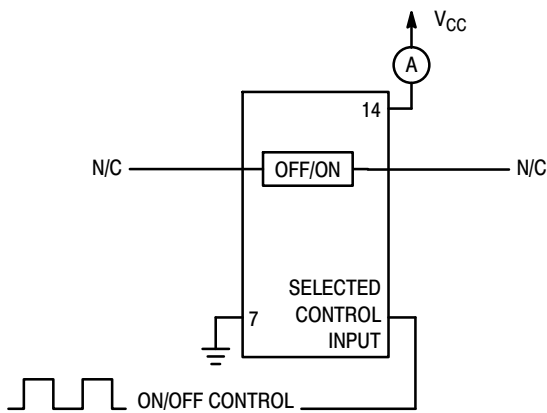 VCC
A
14
N/C
OFF/ON
N/C
SELECTED
CONTROL
INPUT
7
ON/OFF CONTROL